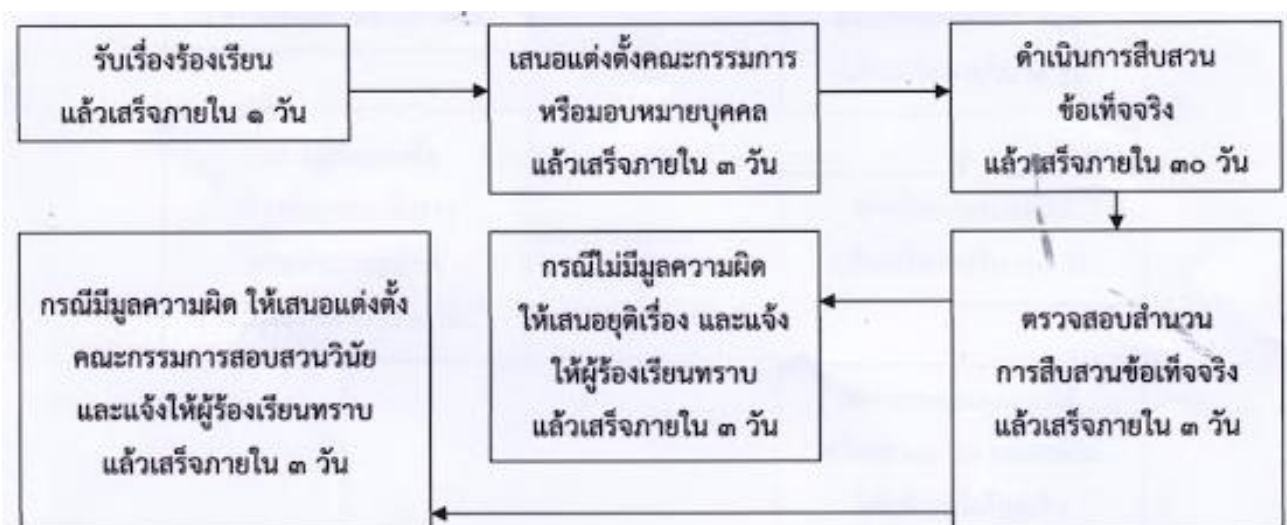 รับเรื่องร้องเรียน
แล้วเสร็จภายใน ๑ วัน
เสนอแต่งตั้งคณะกรรมการ
หรือมอบหมายบุคคล
แล้วเสร็จภายใน ๓ วัน
ดำเนินการสืบสวน
ข้อเท็จจริง
แล้วเสร็จภายใน ๓๐ วัน
ตรวจสอบสำนวน
การสืบสวนข้อเท็จจริง
แล้วเสร็จภายใน ๓ วัน
กรณีไม่มีมูลความผิด
ให้เสนอยุติเรื่อง และแจ้ง
ให้ผู้ร้องเรียนทราบ
แล้วเสร็จภายใน ๓ วัน
กรณีมีมูลความผิด ให้เสนอแต่งตั้ง
คณะกรรมการสอบสวนวินัย
และแจ้งให้ผู้ร้องเรียนทราบ
แล้วเสร็จภายใน ๓ วัน